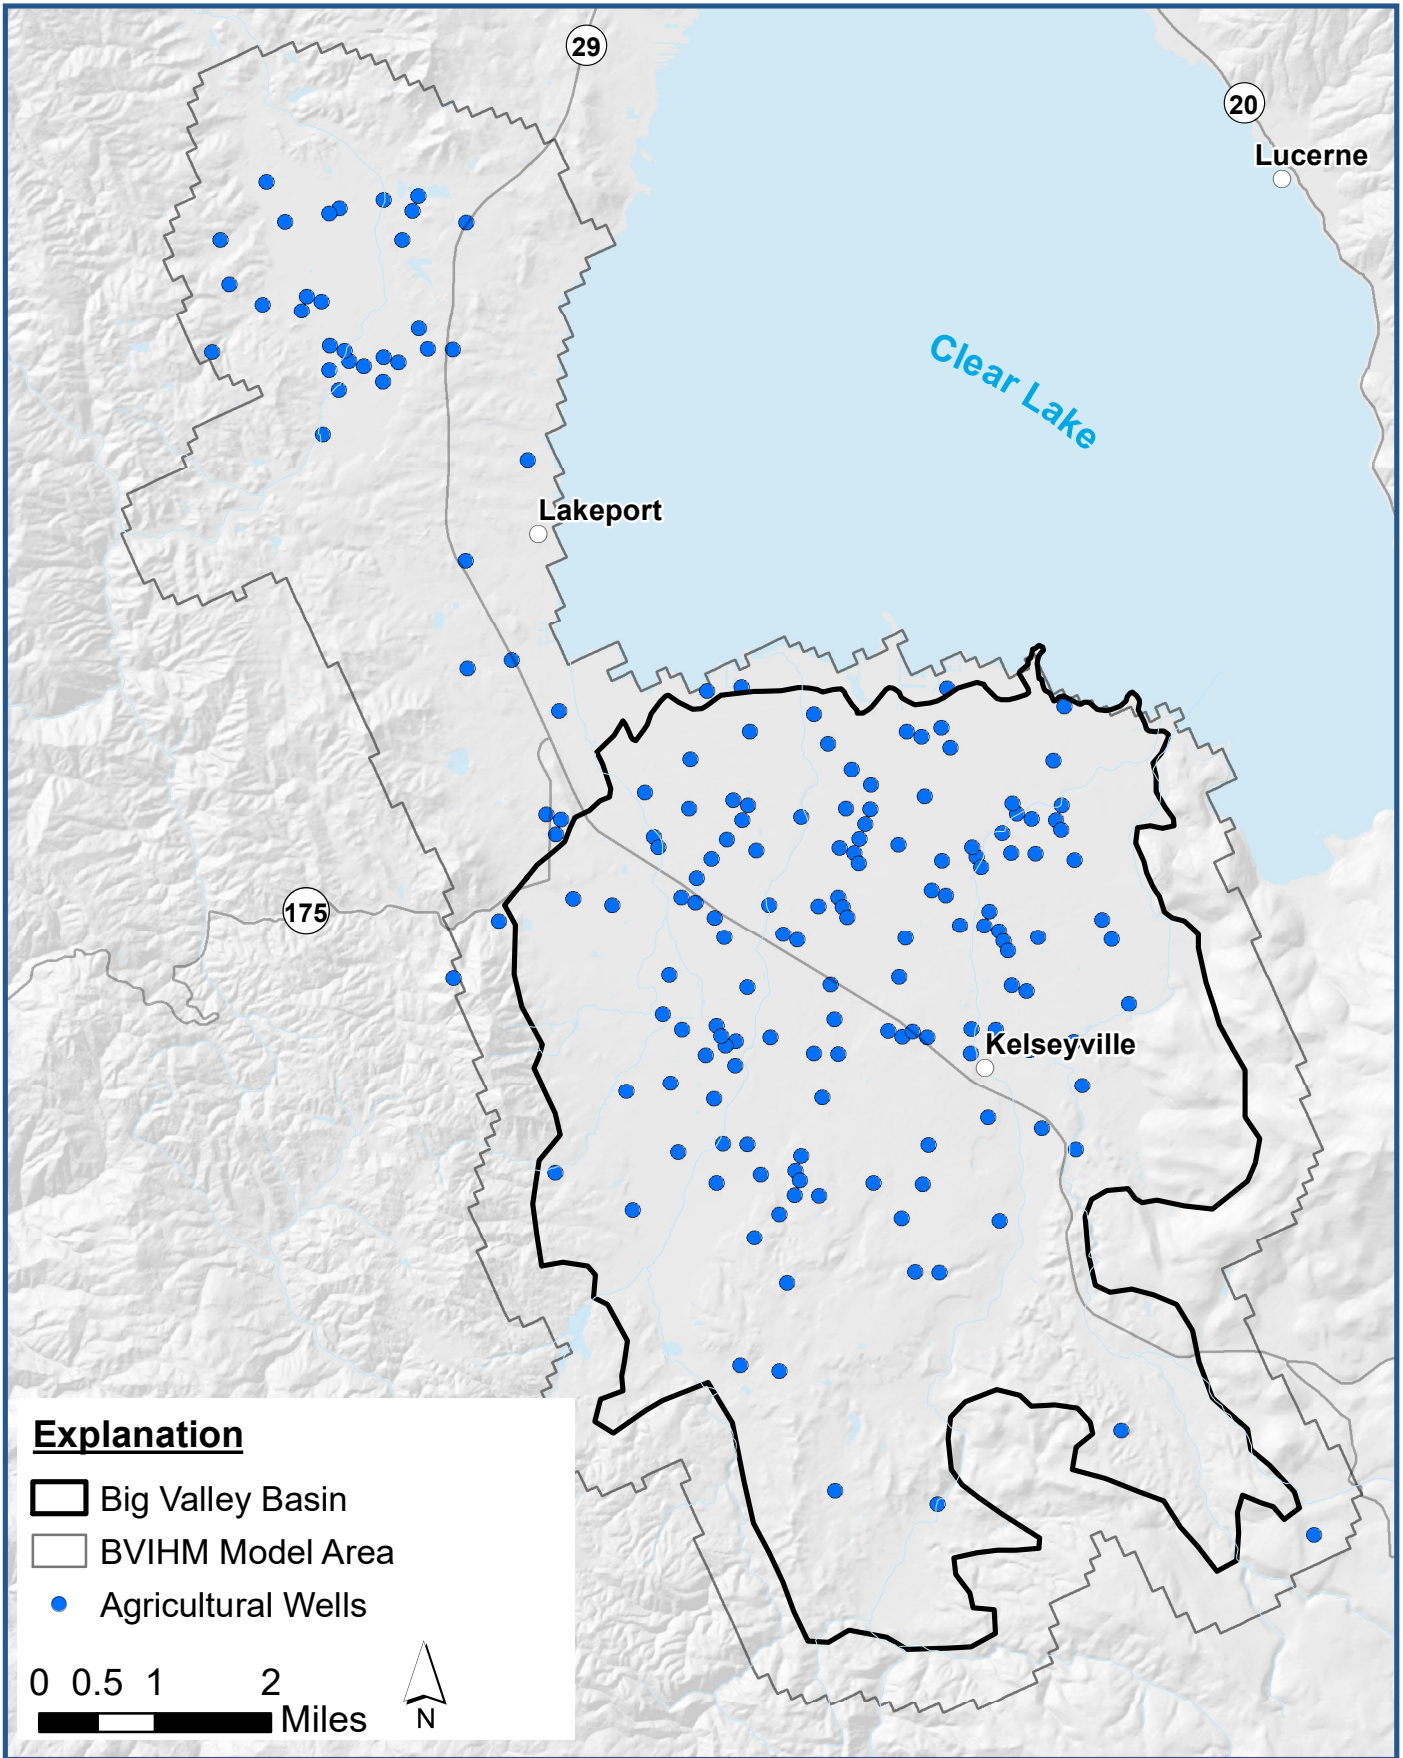 29
20
Lucerne
Clear Lake
Lakeport
175
Kelseyville
Explanation
Big Valley Basin
BVIHM Model Area
Agricultural Wells
0 0.5 1 2
Miles
N